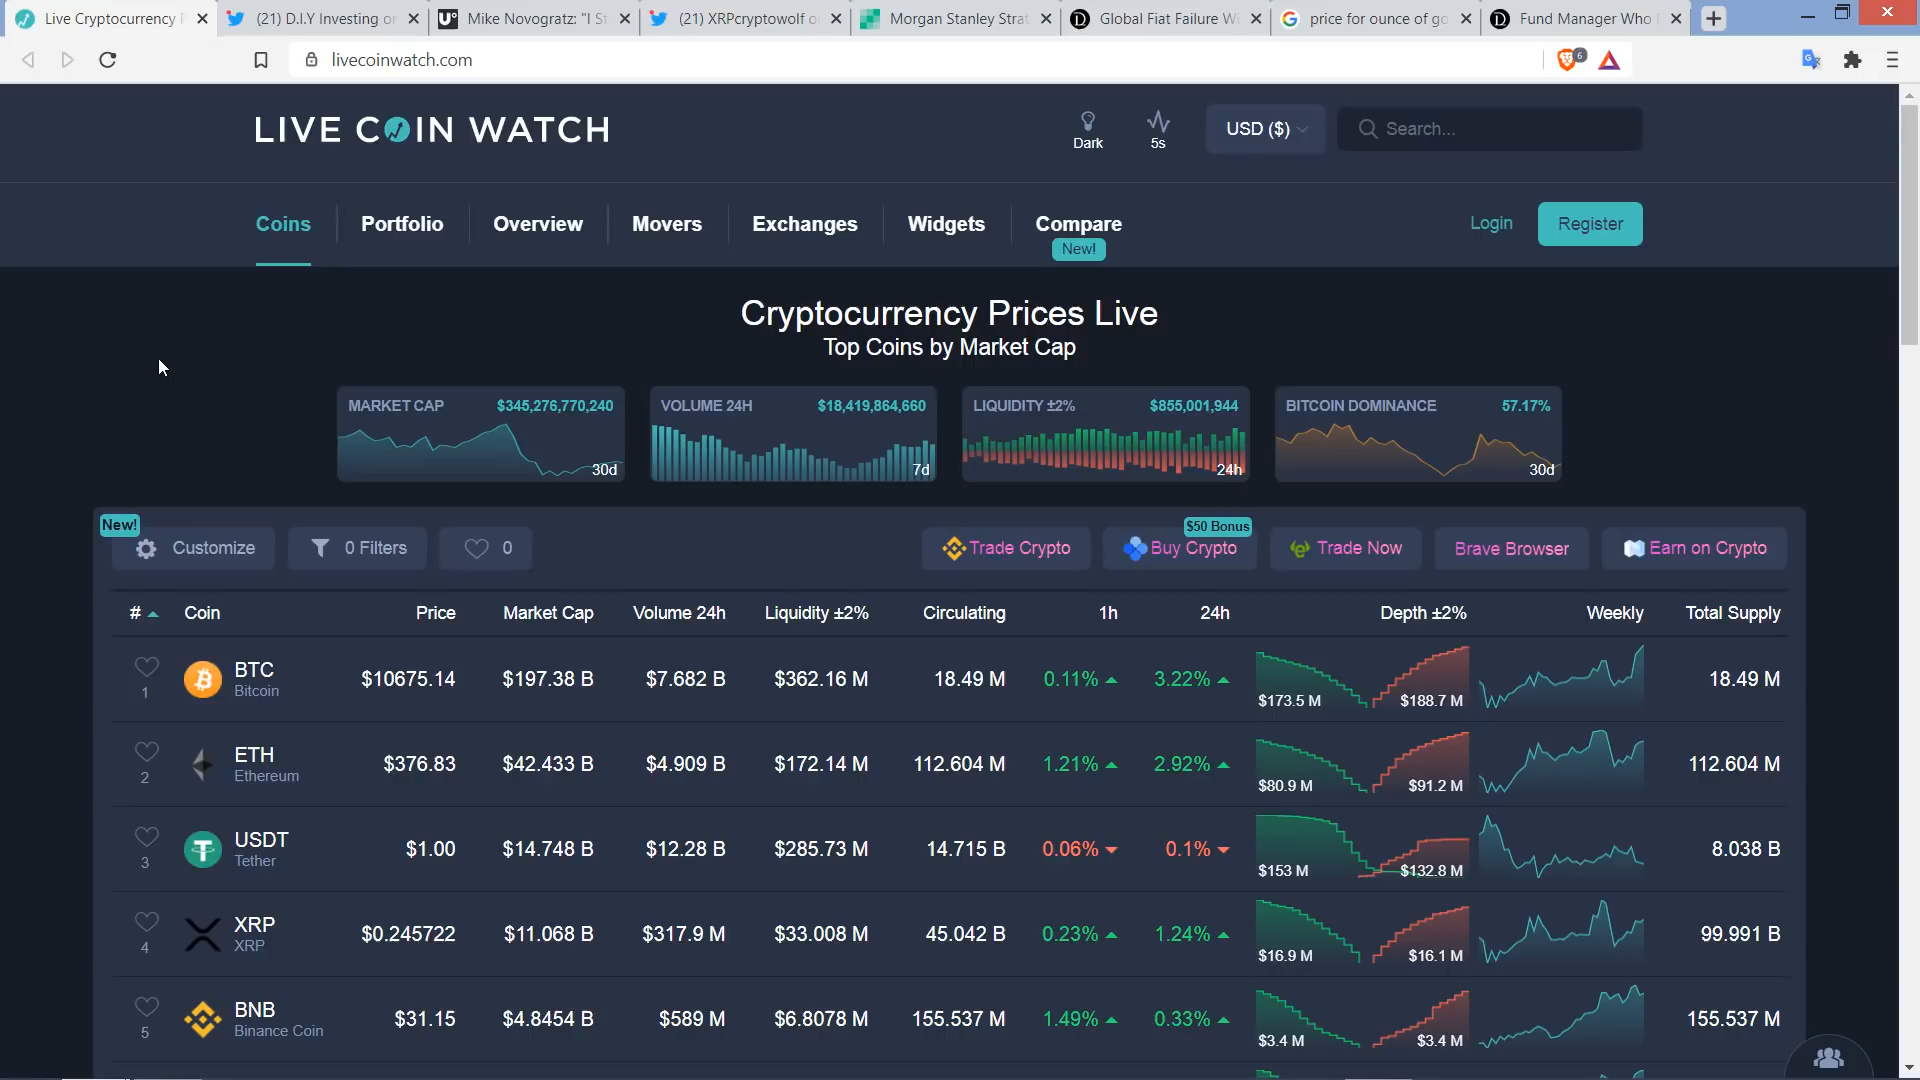 Live Cryptocurrency P
(21) D.I.Y Investing on
Mike Novogratz: "I St
(21) XRPcryptowolf o
Morgan Stanley Strat
Global Fiat Failure Wi
price for ounce of go
Fund Manager Who
livecoinwatch.com
6
LIVE COIN WATCH
Dark
5s
USD ($)
Search...
Coins
Portfolio
Overview
Movers
Exchanges
Widgets
Compare
New!
Login
Register
Cryptocurrency Prices Live
Top Coins by Market Cap
MARKET CAP $345,276,770,240
30d
VOLUME 24H $18,419,864,660
7d
LIQUIDITY ±2% $855,001,944
24h
BITCOIN DOMINANCE 57.17%
30d
New!
Customize
0 Filters
0
Trade Crypto
$50 Bonus
Buy Crypto
Trade Now
Brave Browser
Earn on Crypto
# Coin Price Market Cap Volume 24h Liquidity ±2% Circulating 1h 24h Depth ±2% Weekly Total Supply
1 BTC Bitcoin $10675.14 $197.38 B $7.682 B $362.16 M 18.49 M 0.11% 3.22% $173.5 M $188.7 M 18.49 M
2 ETH Ethereum $376.83 $42.433 B $4.909 B $172.14 M 112.604 M 1.21% 2.92% $80.9 M $91.2 M 112.604 M
3 USDT Tether $1.00 $14.748 B $12.28 B $285.73 M 14.715 B 0.06% 0.1% $153 M $132.8 M 8.038 B
4 XRP XRP $0.245722 $11.068 B $317.9 M $33.008 M 45.042 B 0.23% 1.24% $16.9 M $16.1 M 99.991 B
5 BNB Binance Coin $31.15 $4.8454 B $589 M $6.8078 M 155.537 M 1.49% 0.33% $3.4 M $3.4 M 155.537 M